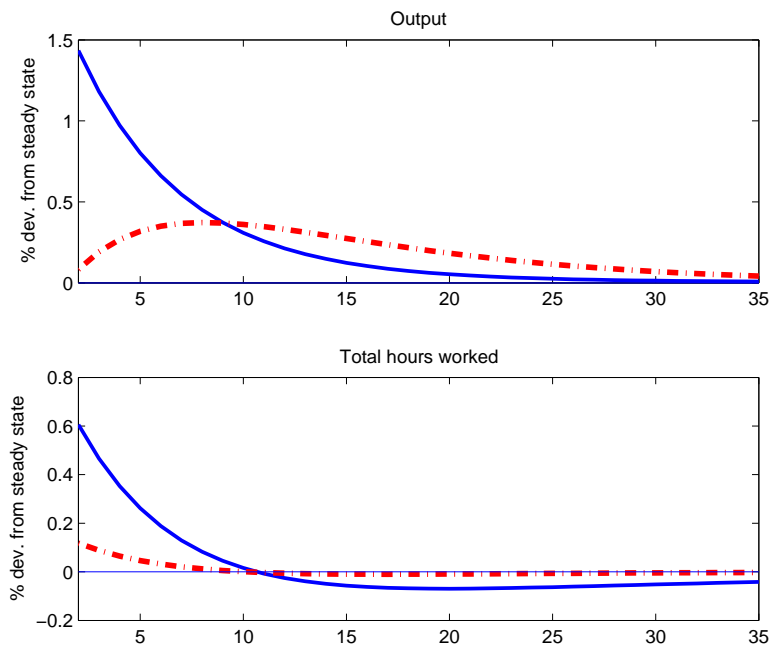 Output
% dev. from steady state
1.5
1
0.5
0
5 10 15 20 25 30 35
Total hours worked
% dev. from steady state
0.8
0.6
0.4
0.2
0
−0.2
5 10 15 20 25 30 35